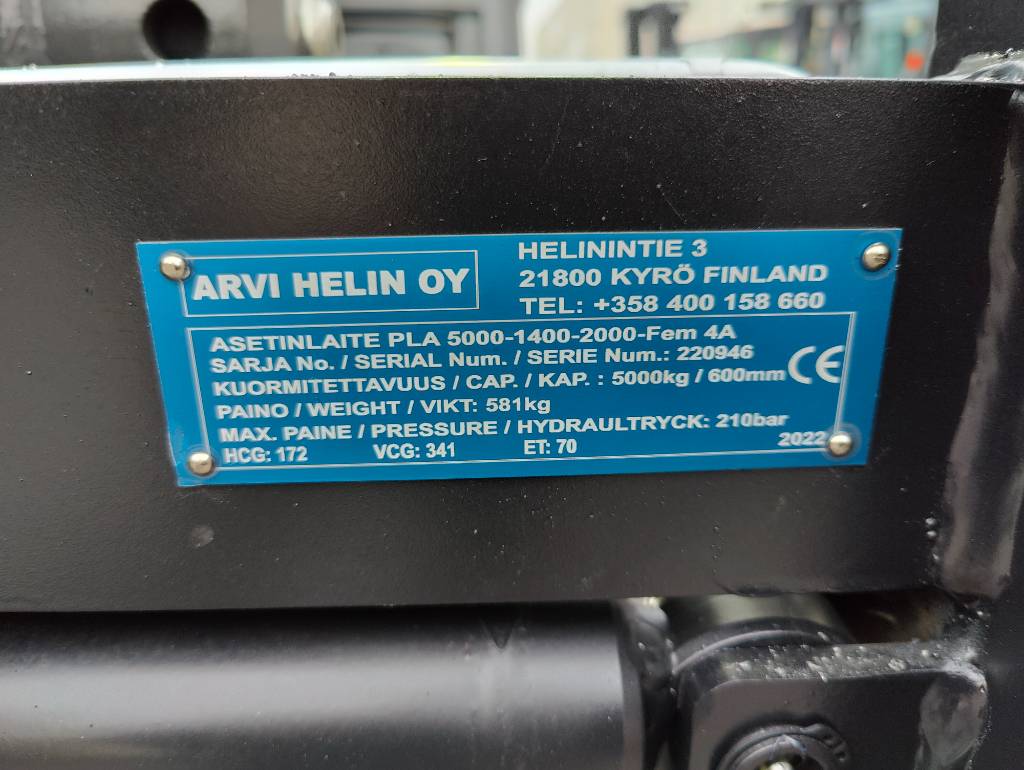 ARVI HELIN OY
HELININTIE 3
21800 KYRÖ FINLAND
TEL: +358 400 158 660
ASETINLAITE PLA 5000-1400-2000-Fem 4A
SARJA No. / SERIAL Num. / SERIE Num.: 220946
KUORMITETTAVUUS / CAP. / KAP. : 5000kg / 600mm
CE
PAINO / WEIGHT / VIKT: 581kg
MAX. PAINE / PRESSURE / HYDRAULTRYCK: 210bar
HCG: 172 VCG: 341 ET: 70 2022